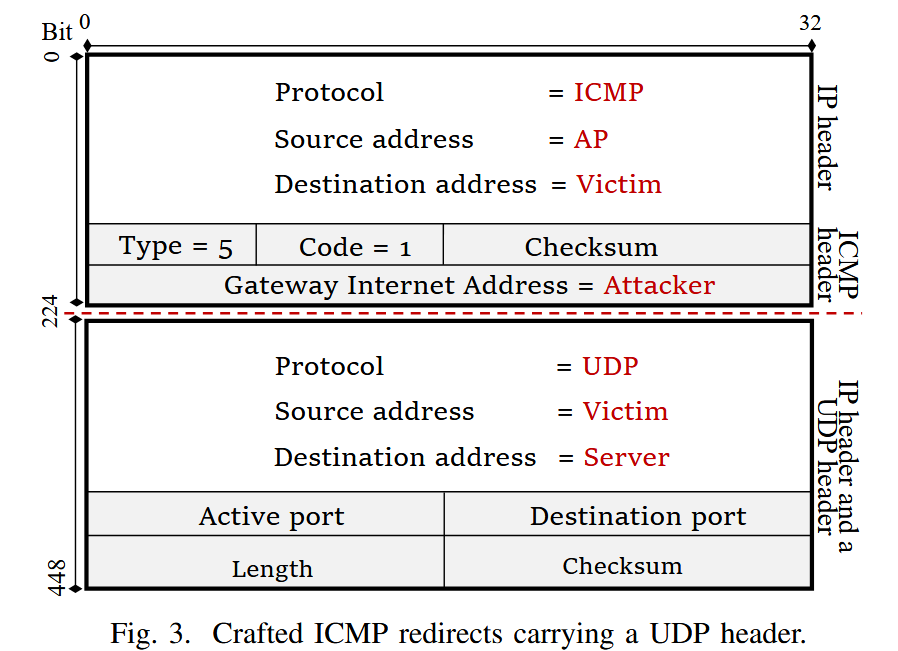 Bit 0 32
0
Protocol = ICMP
Source address = AP
Destination address = Victim
IP header
Type = 5 Code = 1 Checksum
Gateway Internet Address = Attacker
ICMP
header
224
Protocol = UDP
Source address = Victim
Destination address = Server
Active port Destination port
Length Checksum
IP header and a
UDP header
448
Fig. 3. Crafted ICMP redirects carrying a UDP header.